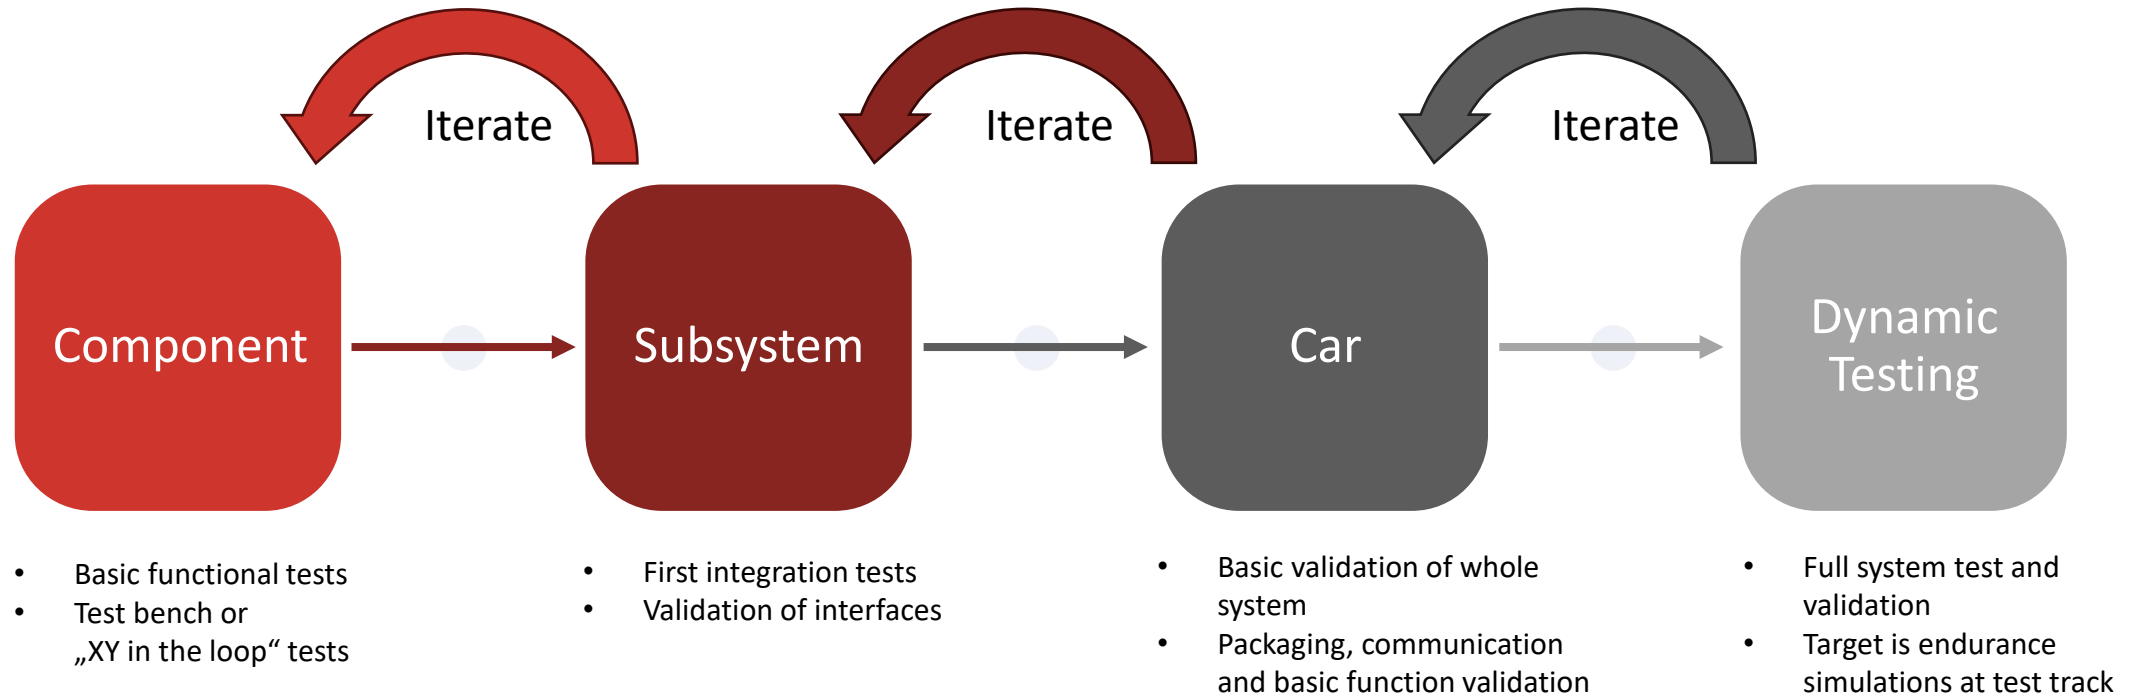 Iterate
Iterate
Iterate
Component
Subsystem
Car
Dynamic
Testing
• Basic functional tests
• Test bench or
„XY in the loop“ tests
• First integration tests
• Validation of interfaces
• Basic validation of whole
system
• Packaging, communication
and basic function validation
• Full system test and
validation
• Target is endurance
simulations at test track